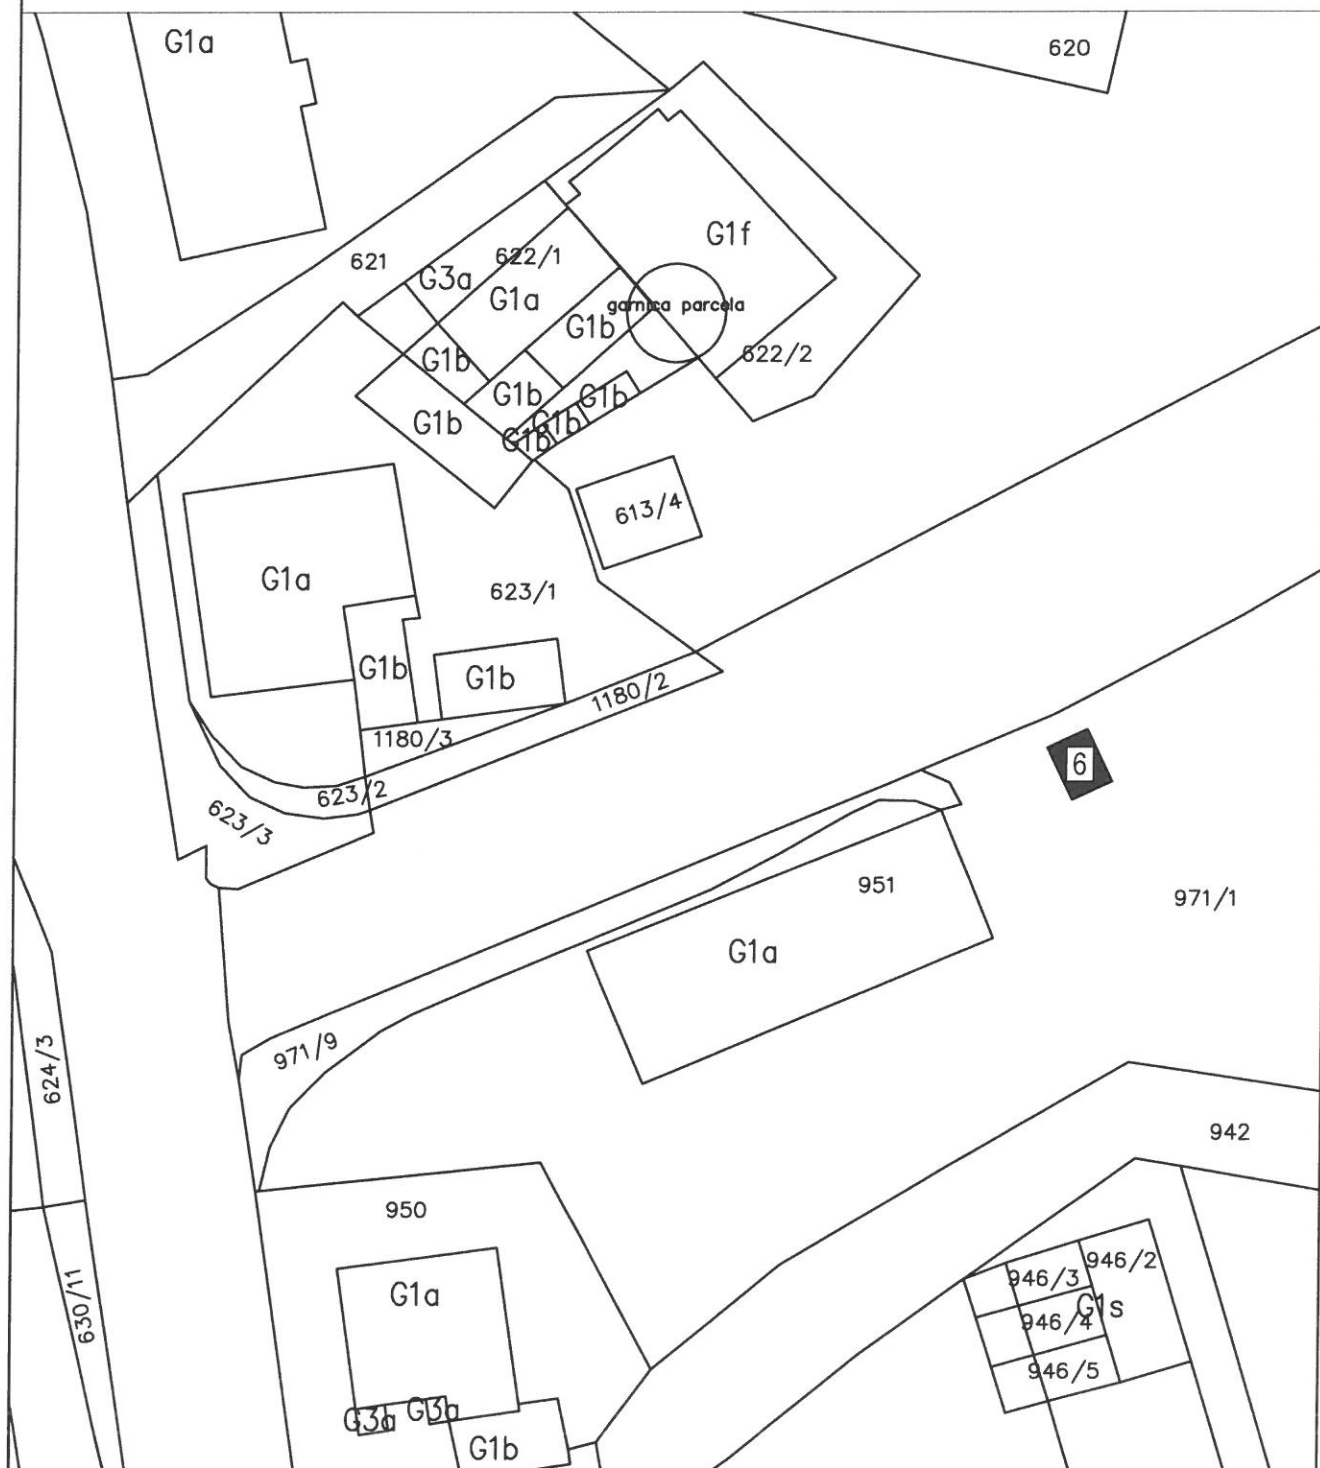 G1a
620
G1f
621
622/1
G3a
G1a
garnica parcela
G1b
622/2
G1b
G1b
G1b
G1b
G1b
G1b
613/4
G1a
623/1
G1b
G1b
1180/2
1180/3
6
623/2
623/3
951
971/1
G1a
971/9
624/3
942
950
946/2
946/3
G1a
630/11
G1s
946/4
946/5
G3a
G3a
G1b